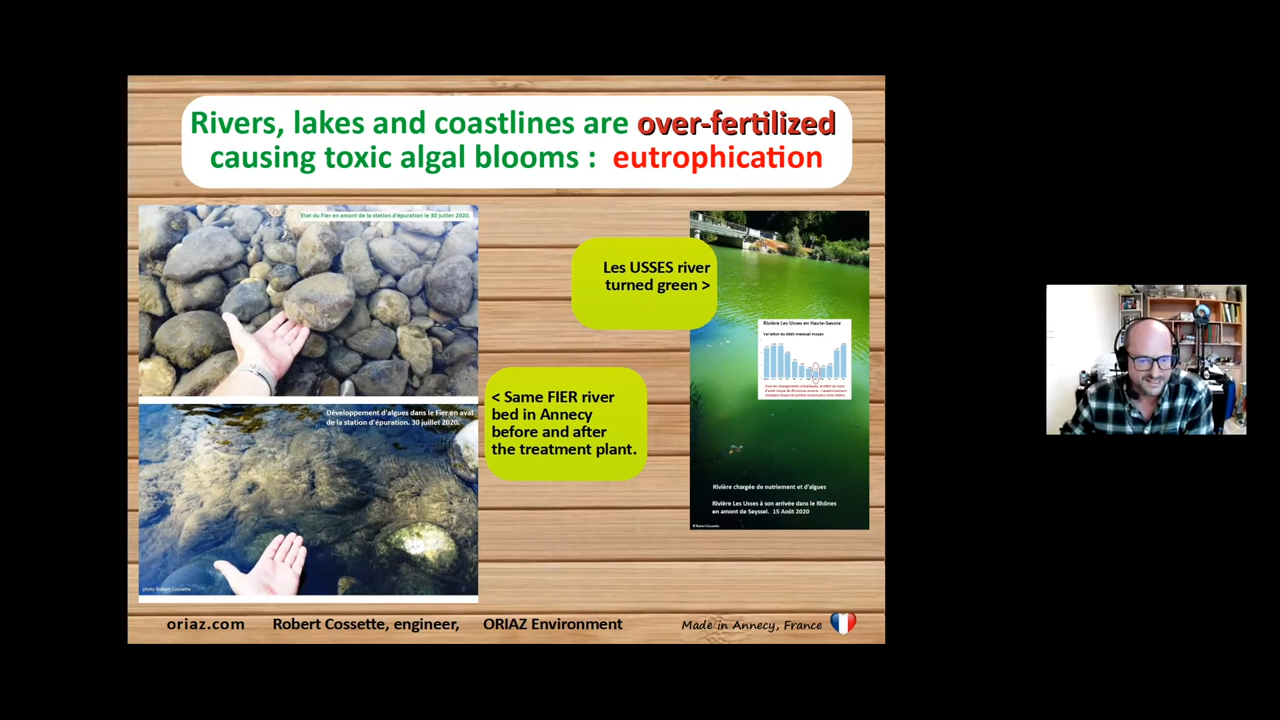 Rivers, lakes and coastlines are over-fertilized
causing toxic algal blooms : eutrophication
Etat du Fier en amont de la station d'épuration le 30 juillet 2020.
Développement d'algues dans le Fier en aval
de la station d'épuration. 30 juillet 2020.
photo Robert Cossette
Les USSES river
turned green >
< Same FIER river
bed in Annecy
before and after
the treatment plant.
Rivière Les Usses en Haute-Savoie
Variation du débit mensuel moyen
Rivière chargée de nutriement et d'algues
Rivière Les Usses à son arrivée dans le Rhônes
en amont de Seyssel. 15 Août 2020
© Robert Cossette
oriaz.com Robert Cossette, engineer, ORIAZ Environment Made in Annecy, France